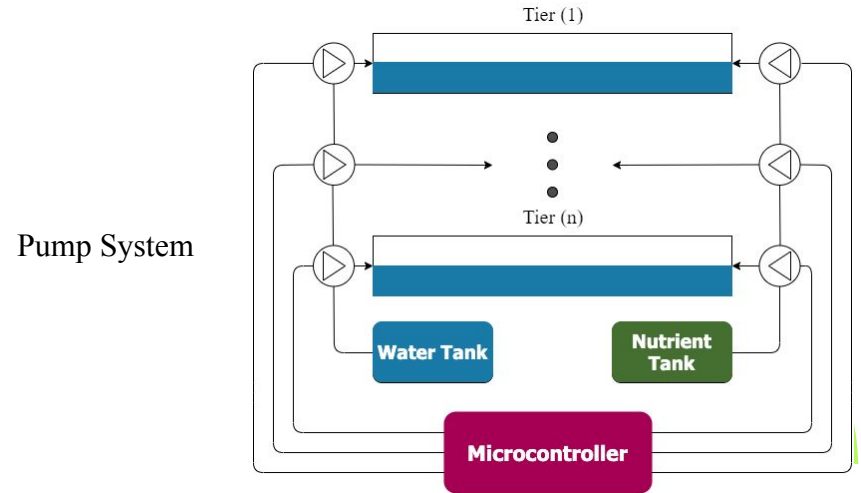 Tier (1)
Pump System
Tier (n)
Water Tank
Nutrient
Tank
Microcontroller